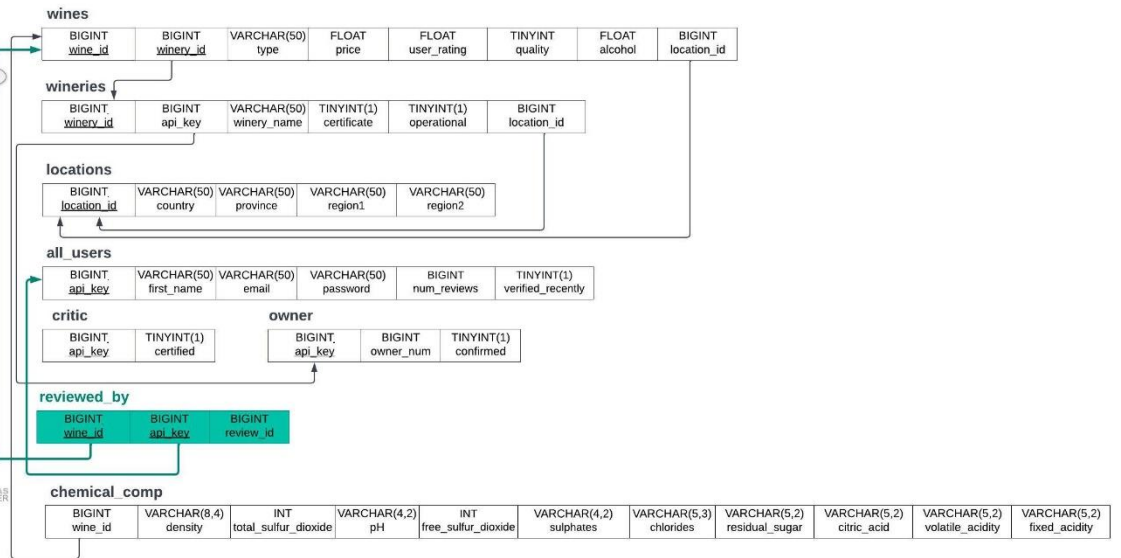 wines
BIGINT BIGINT VARCHAR(50) FLOAT FLOAT TINYINT FLOAT BIGINT
wine_id winery_id type price user_rating quality alcohol location_id
wineries
BIGINT BIGINT VARCHAR(50) TINYINT(1) TINYINT(1) BIGINT
winery_id api_key winery_name certificate operational location_id
locations
BIGINT VARCHAR(50) VARCHAR(50) VARCHAR(50) VARCHAR(50)
location_id country province region1 region2
all_users
BIGINT VARCHAR(50) VARCHAR(50) VARCHAR(50) BIGINT TINYINT(1)
api_key first_name email password num_reviews verified_recently
critic owner
BIGINT TINYINT(1) BIGINT BIGINT TINYINT(1)
api_key certified api_key owner_num confirmed
reviewed_by
BIGINT BIGINT BIGINT
wine_id api_key review_id
chemical_comp
BIGINT VARCHAR(8,4) INT VARCHAR(4,2) INT VARCHAR(4,2) VARCHAR(5,3) VARCHAR(5,2) VARCHAR(5,2) VARCHAR(5,2) VARCHAR(5,2)
wine_id density total_sulfur_dioxide pH free_sulfur_dioxide sulphates chlorides residual_sugar citric_acid volatile_acidity fixed_acidity